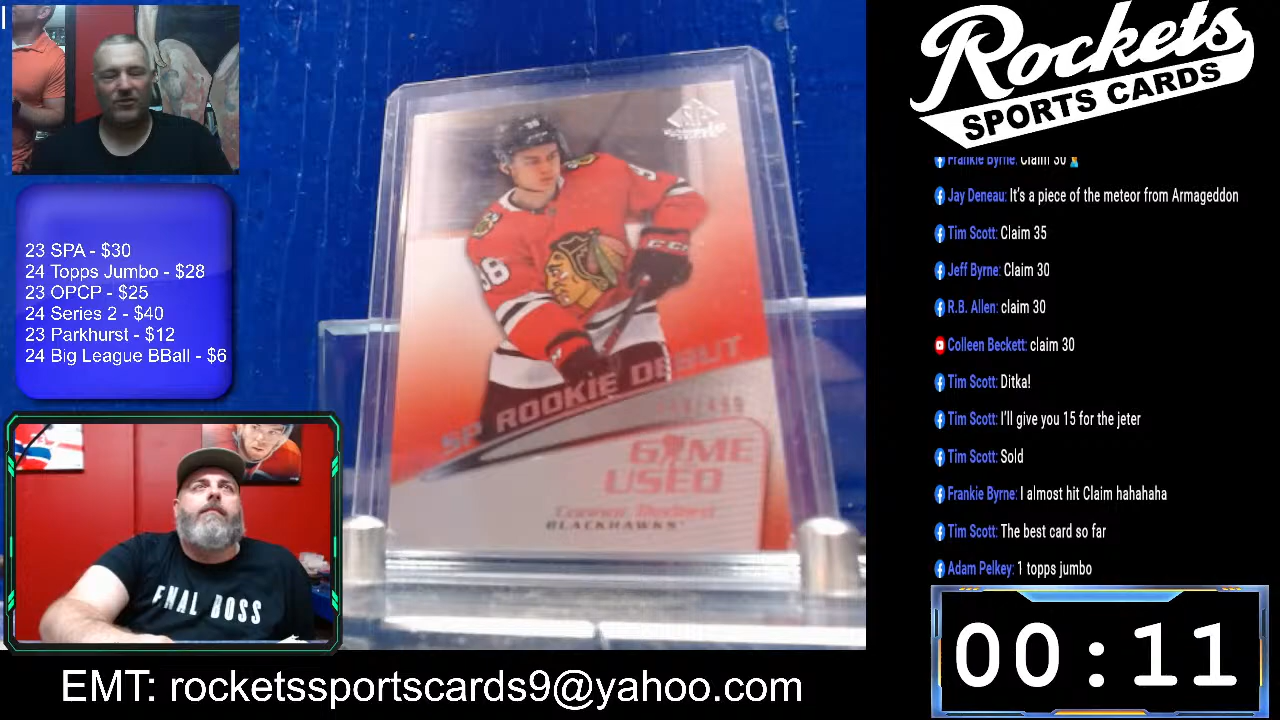 Rockets
SPORTS CARDS
23 SPA - $30
24 Topps Jumbo - $28
23 OPCP - $25
24 Series 2 - $40
23 Parkhurst - $12
24 Big League BBall - $6
98
CCM
SP ROOKIE DEBUT
GAME
USED
Connor Bedard
BLACKHAWKS
FINAL BOSS
Frankie Byrne: Claim 30
Jay Deneau: It's a piece of the meteor from Armageddon
Tim Scott: Claim 35
Jeff Byrne: Claim 30
R.B. Allen: claim 30
Colleen Beckett: claim 30
Tim Scott: Ditka!
Tim Scott: I'll give you 15 for the jeter
Tim Scott: Sold
Frankie Byrne: I almost hit Claim hahahaha
Tim Scott: The best card so far
Adam Pelkey: 1 topps jumbo
00:11
EMT: rocketssportscards9@yahoo.com